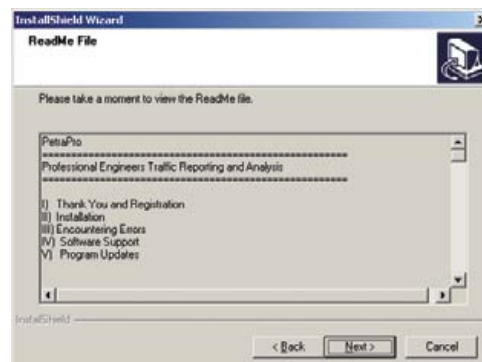 InstallShield Wizard
ReadMe File
Please take a moment to view the ReadMe file.
PetraPro
==================================================
Professional Engineers Traffic Reporting and Analysis
==================================================
I) Thank You and Registration
II) Installation
III) Encountering Errors
IV) Software Support
V) Program Updates
InstallShield
< Back
Next >
Cancel